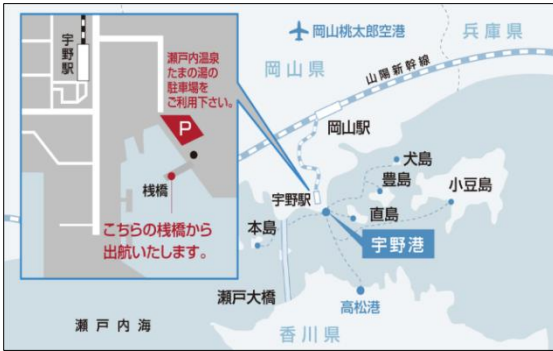 宇野駅
瀬戸内温泉
たまの湯の
駐車場を
ご利用下さい。
P
桟橋
こちらの桟橋から
出航いたします。
岡山桃太郎空港
兵庫県
岡山県
山陽新幹線
岡山駅
犬島
豊島
小豆島
宇野駅
直島
本島
宇野港
瀬戸大橋
高松港
瀬戸内海
香川県